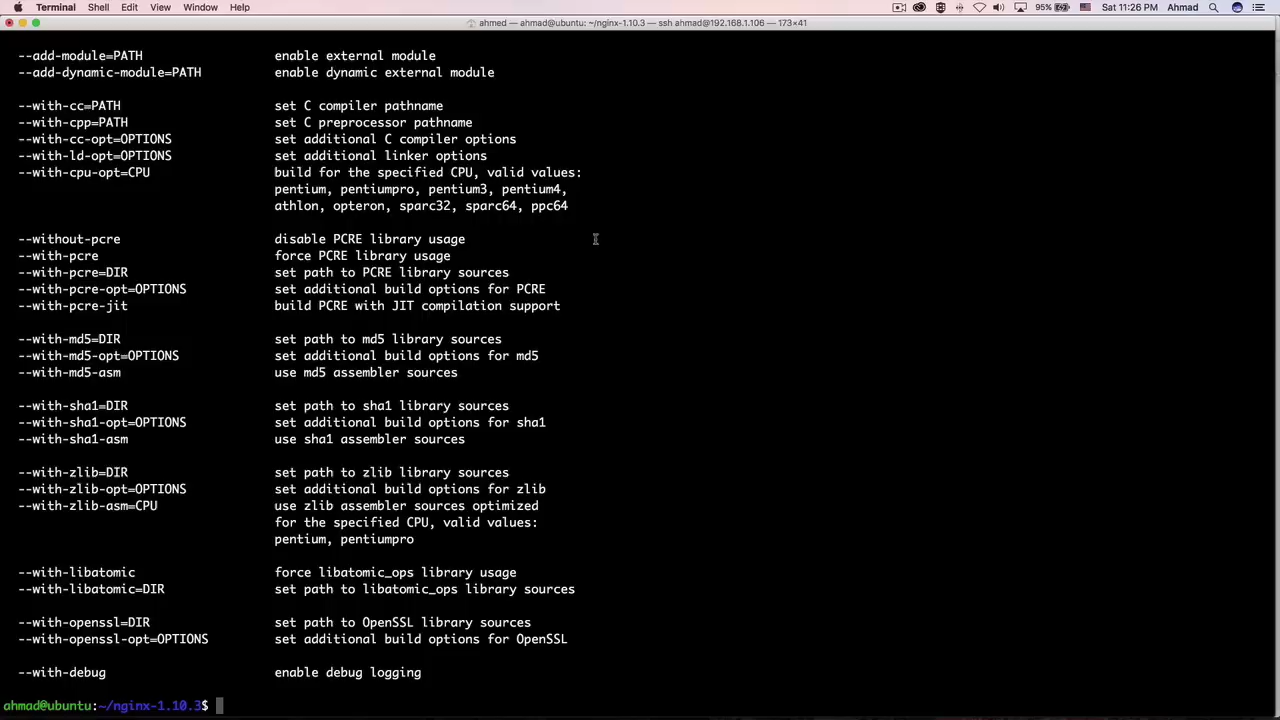 Terminal Shell Edit View Window Help 95% Sat 11:26 PM Ahmad
ahmed — ahmad@ubuntu: ~/nginx-1.10.3 — ssh ahmad@192.168.1.106 — 173×41
--add-module=PATH enable external module
--add-dynamic-module=PATH enable dynamic external module
--with-cc=PATH set C compiler pathname
--with-cpp=PATH set C preprocessor pathname
--with-cc-opt=OPTIONS set additional C compiler options
--with-ld-opt=OPTIONS set additional linker options
--with-cpu-opt=CPU build for the specified CPU, valid values:
pentium, pentiumpro, pentium3, pentium4,
athlon, opteron, sparc32, sparc64, ppc64
--without-pcre disable PCRE library usage
--with-pcre force PCRE library usage
--with-pcre=DIR set path to PCRE library sources
--with-pcre-opt=OPTIONS set additional build options for PCRE
--with-pcre-jit build PCRE with JIT compilation support
--with-md5=DIR set path to md5 library sources
--with-md5-opt=OPTIONS set additional build options for md5
--with-md5-asm use md5 assembler sources
--with-sha1=DIR set path to sha1 library sources
--with-sha1-opt=OPTIONS set additional build options for sha1
--with-sha1-asm use sha1 assembler sources
--with-zlib=DIR set path to zlib library sources
--with-zlib-opt=OPTIONS set additional build options for zlib
--with-zlib-asm=CPU use zlib assembler sources optimized
for the specified CPU, valid values:
pentium, pentiumpro
--with-libatomic force libatomic_ops library usage
--with-libatomic=DIR set path to libatomic_ops library sources
--with-openssl=DIR set path to OpenSSL library sources
--with-openssl-opt=OPTIONS set additional build options for OpenSSL
--with-debug enable debug logging
ahmad@ubuntu:~/nginx-1.10.3$